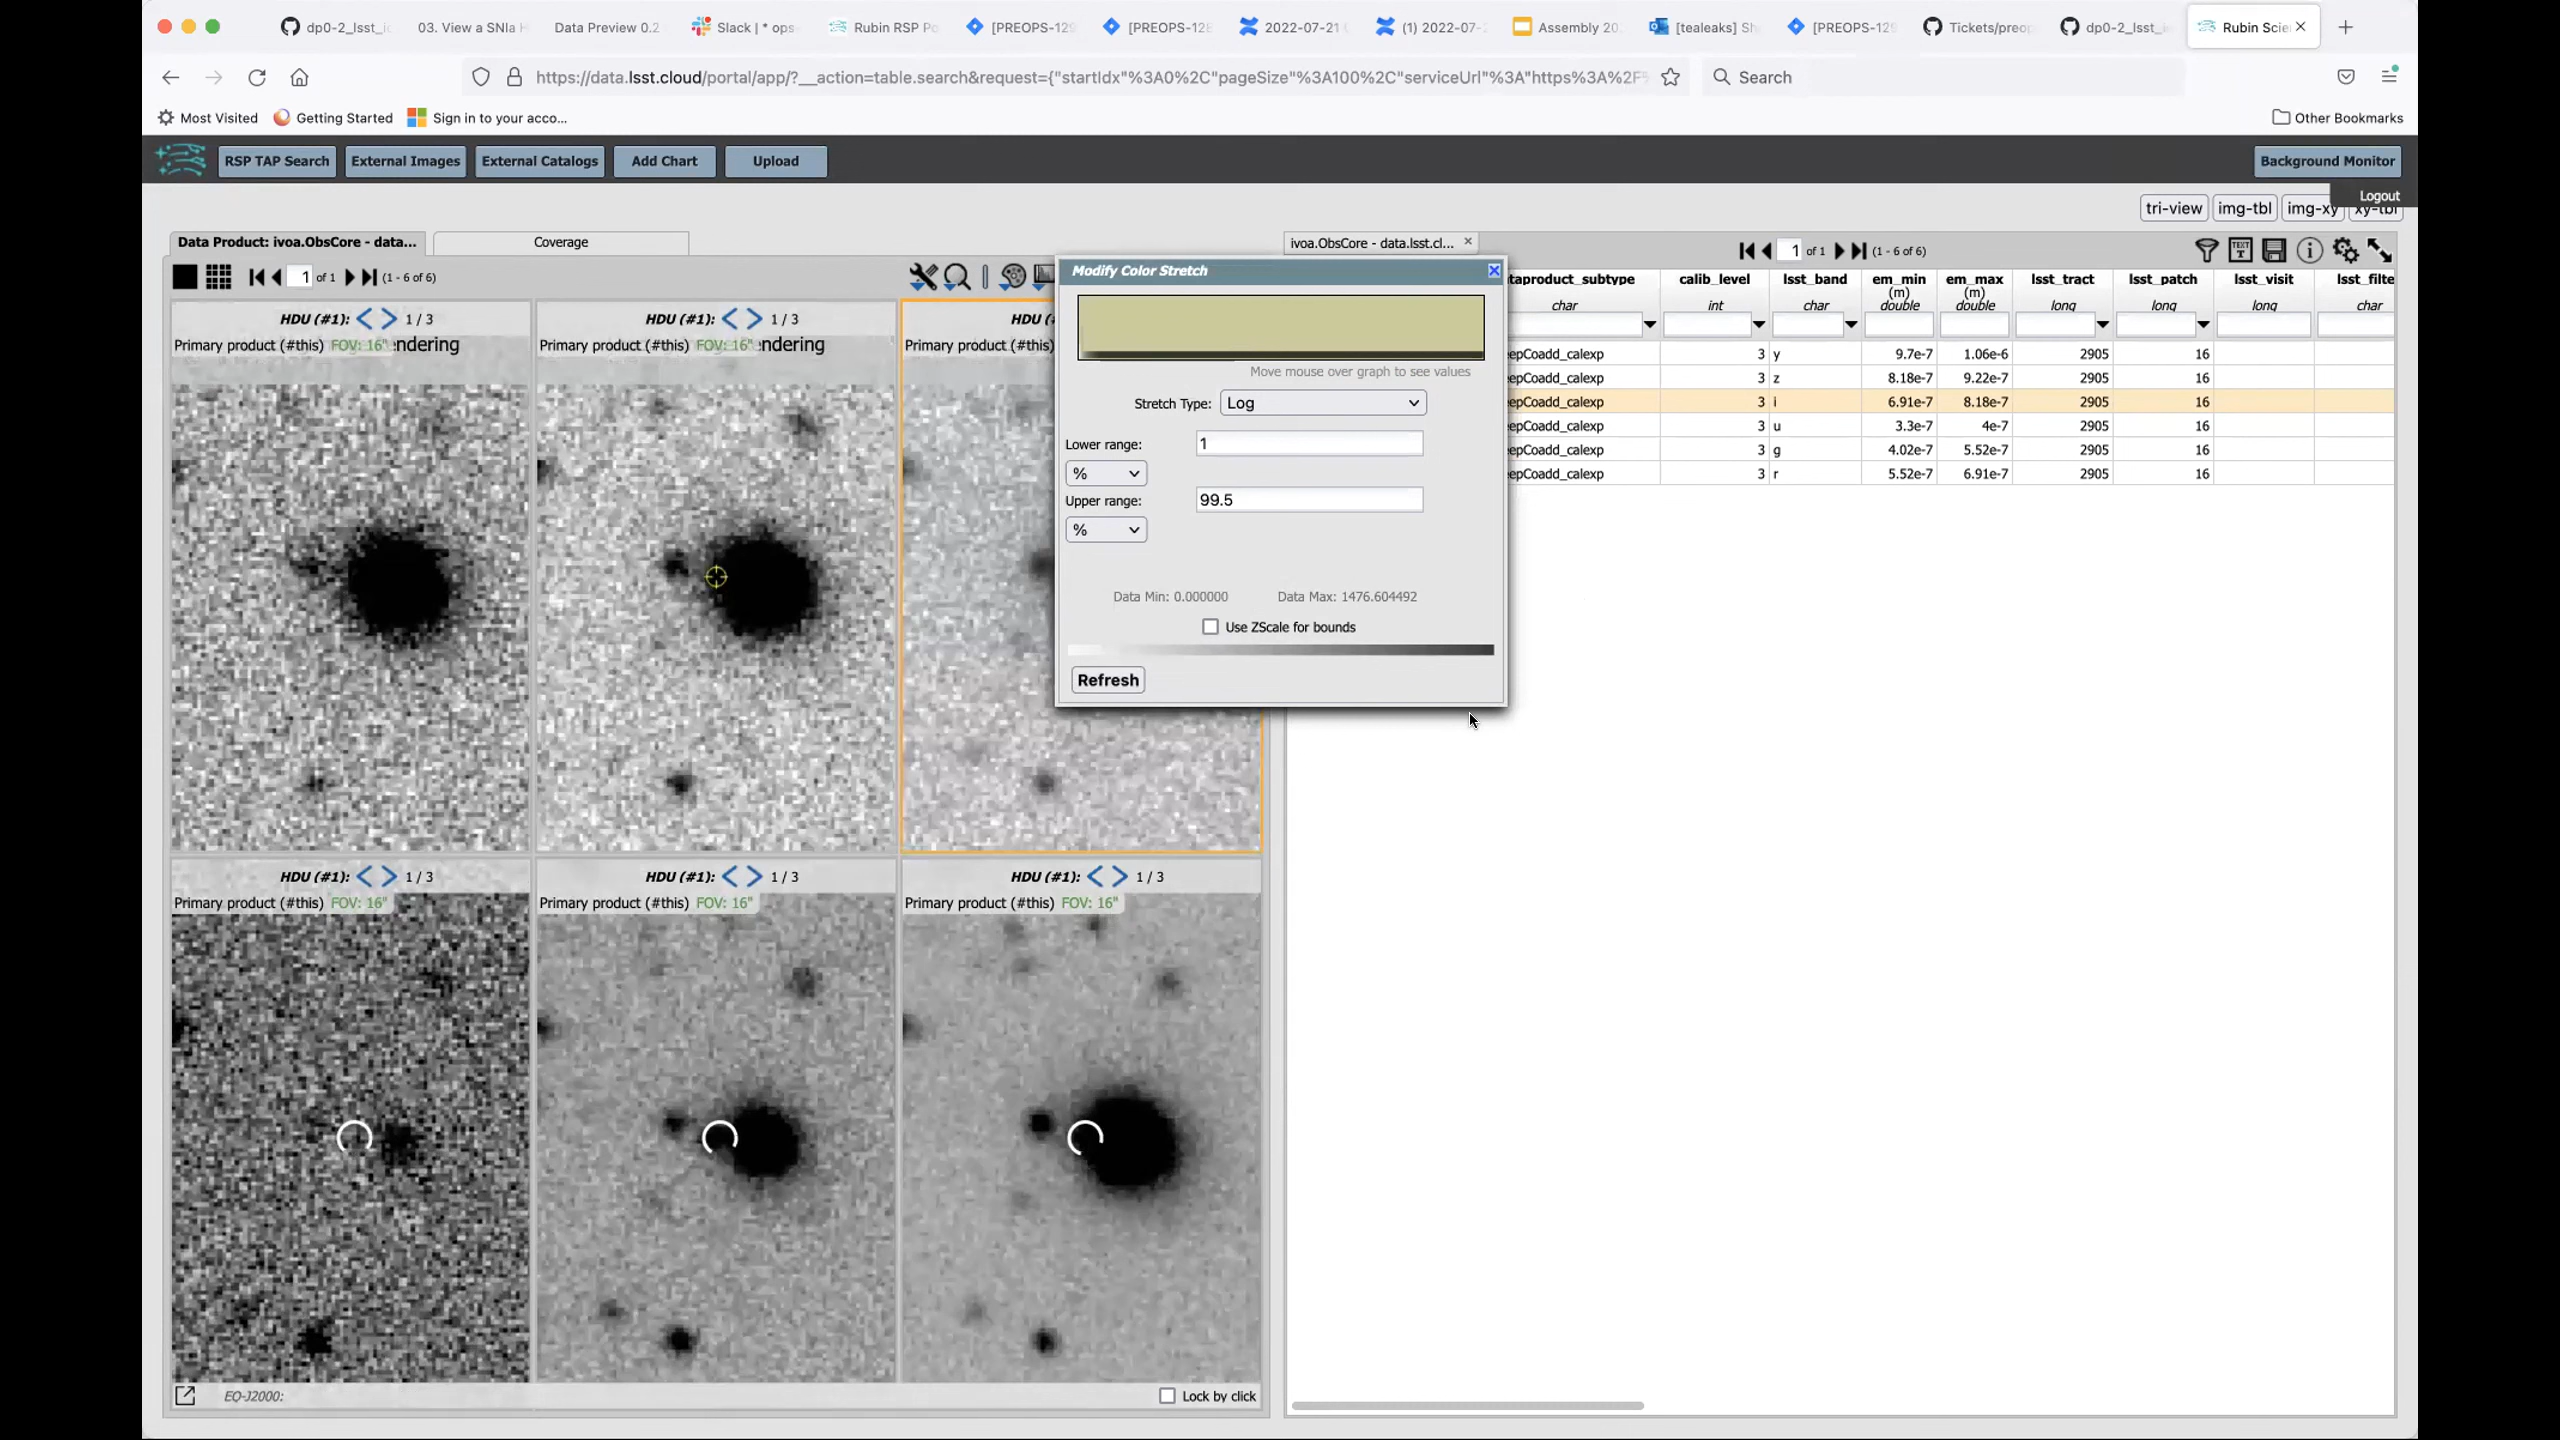 dp0-2_lsst_i 03. View a SNIa H Data Preview 0.2 Slack | * ops Rubin RSP Po [PREOPS-129 [PREOPS-128 2022-07-21 (1) 2022-07- Assembly 20 [tealeaks] Sh [PREOPS-129 Tickets/preop dp0-2_lsst_i Rubin Scie
https://data.lsst.cloud/portal/app/?__action=table.search&request={"startIdx"%3A0%2C"pageSize"%3A100%2C"serviceUrl"%3A"https%3A%2F% Search
Most Visited Getting Started Sign in to your acco... Other Bookmarks
RSP TAP Search External Images External Catalogs Add Chart Upload Background Monitor
Logout
tri-view img-tbl img-xy xy-tbl
Data Product: ivoa.ObsCore - data... Coverage ivoa.ObsCore - data.lsst.cl...
1 of 1 (1 - 6 of 6) 1 of 1 (1 - 6 of 6)
TEXT
Modify Color Stretch
taproduct_subtype calib_level lsst_band em_min em_max lsst_tract lsst_patch lsst_visit lsst_filte
(m) (m)
char int char double double long long long char
HDU (#1): 1 / 3 HDU (#1): 1 / 3 HDU (#
Primary product (#this) FOV: 16" ndering Primary product (#this) FOV: 16" ndering Primary product (#this)
Move mouse over graph to see values
Stretch Type: Log
Lower range: 1
%
Upper range: 99.5
%
Data Min: 0.000000 Data Max: 1476.604492
Use ZScale for bounds
Refresh
epCoadd_calexp 3 y 9.7e-7 1.06e-6 2905 16
epCoadd_calexp 3 z 8.18e-7 9.22e-7 2905 16
epCoadd_calexp 3 i 6.91e-7 8.18e-7 2905 16
epCoadd_calexp 3 u 3.3e-7 4e-7 2905 16
epCoadd_calexp 3 g 4.02e-7 5.52e-7 2905 16
epCoadd_calexp 3 r 5.52e-7 6.91e-7 2905 16
HDU (#1): 1 / 3 HDU (#1): 1 / 3 HDU (#1): 1 / 3
Primary product (#this) FOV: 16" Primary product (#this) FOV: 16" Primary product (#this) FOV: 16"
EQ-J2000: Lock by click